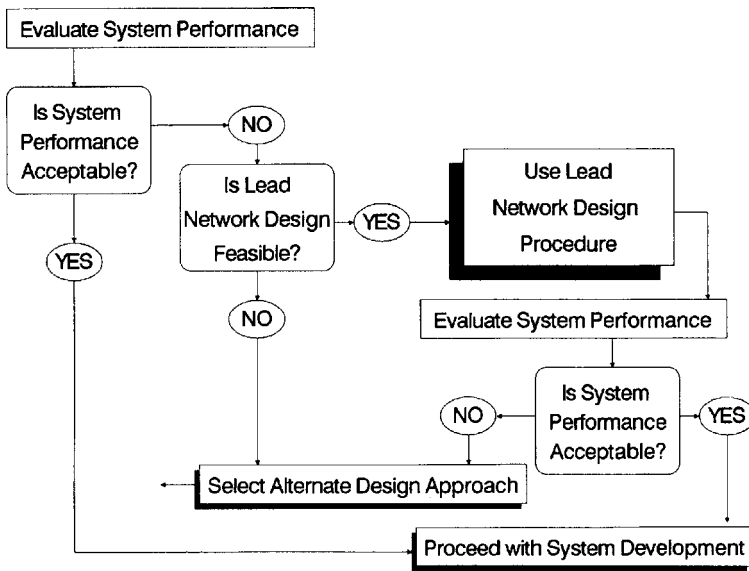 Evaluate System Performance
Is System
Performance
Acceptable?
NO
YES
Is Lead
Network Design
Feasible?
YES
NO
Use Lead
Network Design
Procedure
Evaluate System Performance
Is System
Performance
Acceptable?
NO
YES
Select Alternate Design Approach
Proceed with System Development